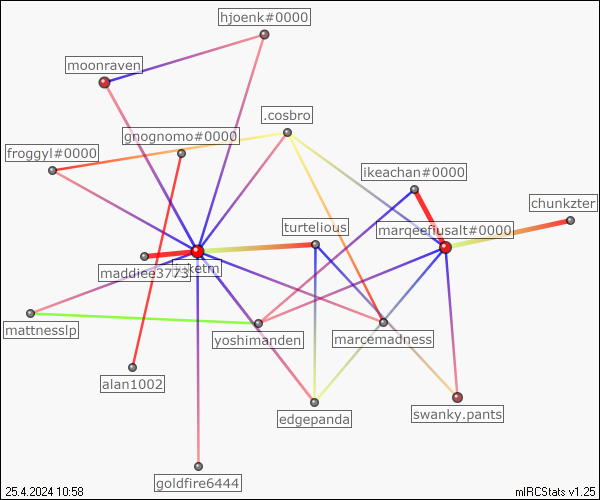 hjoenk#0000
moonraven
.cosbro
gnognomo#0000
froggyl#0000
ikeachan#0000
chunkzter
turtelious
marqeefiusalt#0000
maddiee3773
mattnesslp
yoshimanden
marcemadness
alan1002
swanky.pants
edgepanda
goldfire6444
25.4.2024 10:58
mIRCStats v1.25